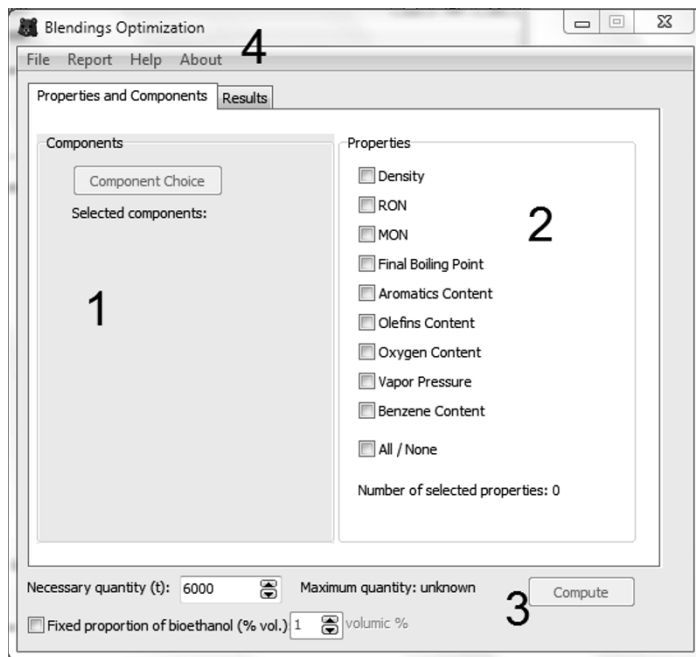 Blendings Optimization
4
File Report Help About
Properties and Components Results
Components
Component Choice
Selected components:
1
Properties
Density
RON
MON
Final Boiling Point
Aromatics Content
Olefins Content
Oxygen Content
Vapor Pressure
Benzene Content
All / None
Number of selected properties: 0
2
Necessary quantity (t): 6000 Maximum quantity: unknown
3
Compute
Fixed proportion of bioethanol (% vol.) 1 volumic %